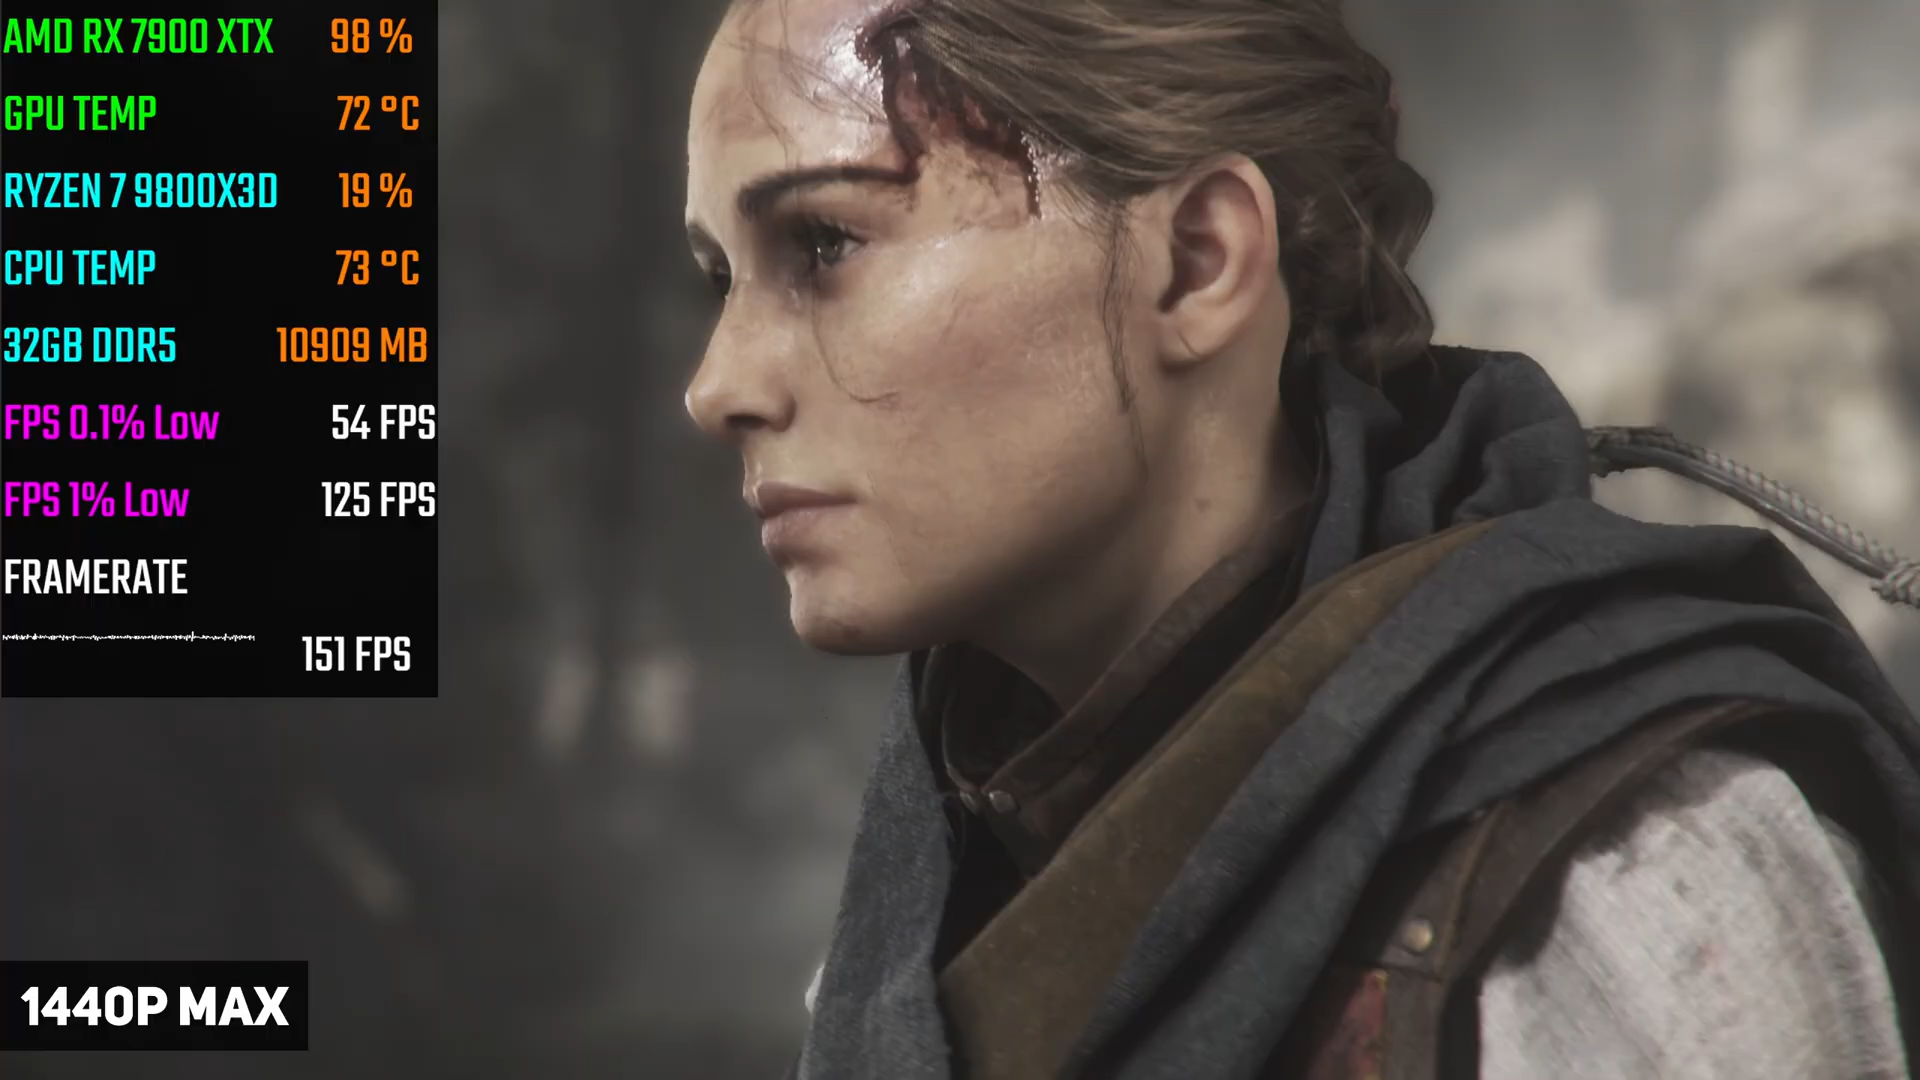 AMD RX 7900 XTX 98 %
GPU TEMP 72 °C
RYZEN 7 9800X3D 19 %
CPU TEMP 73 °C
32GB DDR5 10909 MB
FPS 0.1% Low 54 FPS
FPS 1% Low 125 FPS
FRAMERATE
151 FPS
1440P MAX